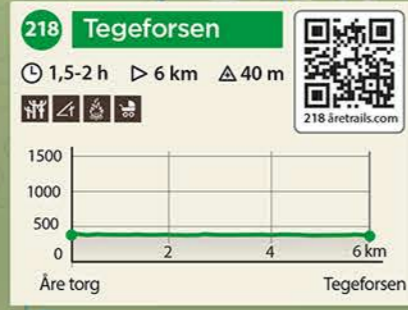 218 Tegeforsen
1,5-2 h 6 km 40 m
218 åretrails.com
1500
1000
500
0 2 4 6 km
Åre torg Tegeforsen